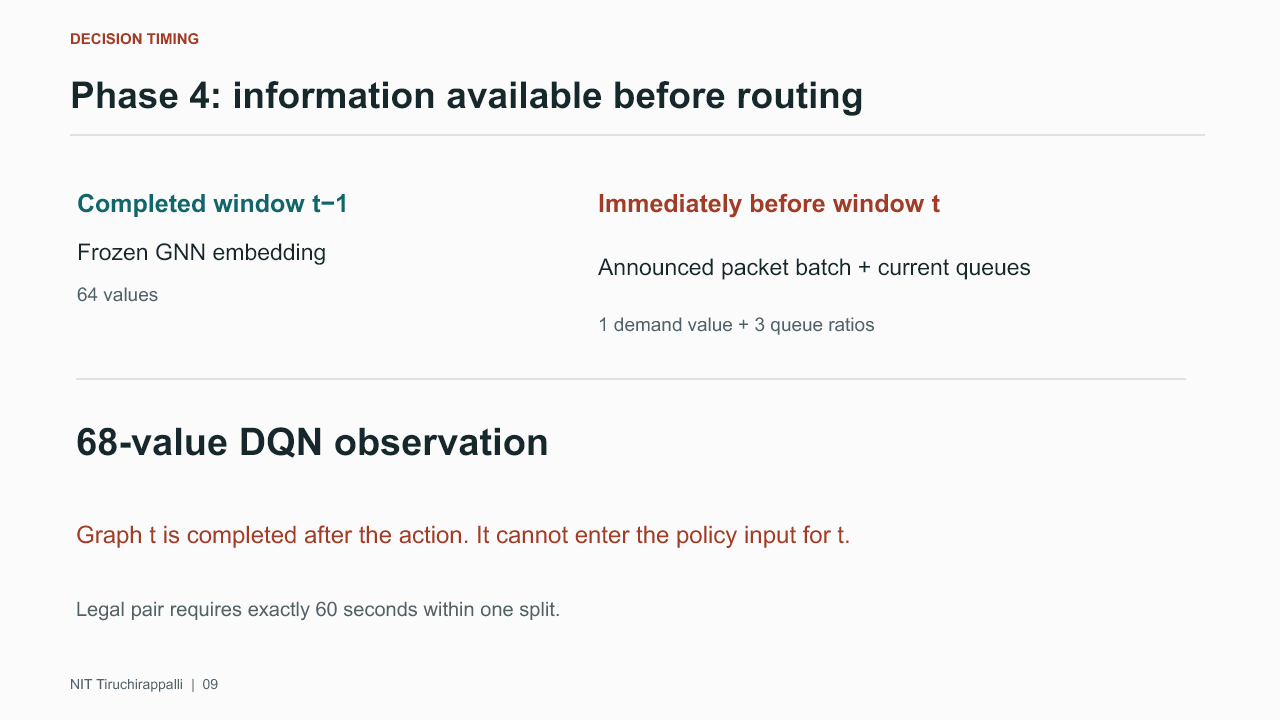 DECISION TIMING
Phase 4: information available before routing
Completed window t−1
Frozen GNN embedding
64 values
Immediately before window t
Announced packet batch + current queues
1 demand value + 3 queue ratios
68-value DQN observation
Graph t is completed after the action. It cannot enter the policy input for t.
Legal pair requires exactly 60 seconds within one split.
NIT Tiruchirappalli | 09